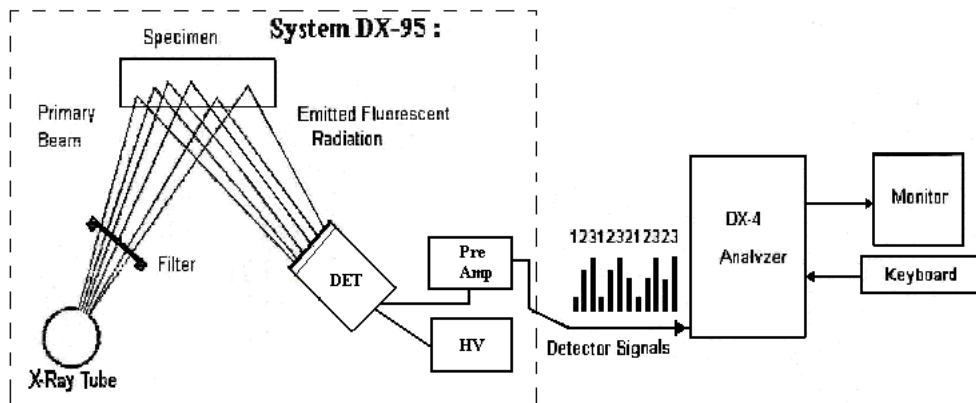 System DX-95 :
Specimen
Primary
Beam
Emitted Fluorescent
Radiation
Filter
X-Ray Tube
DET
Pre
Amp
HV
123123212323
Detector Signals
DX-4
Analyzer
Monitor
Keyboard